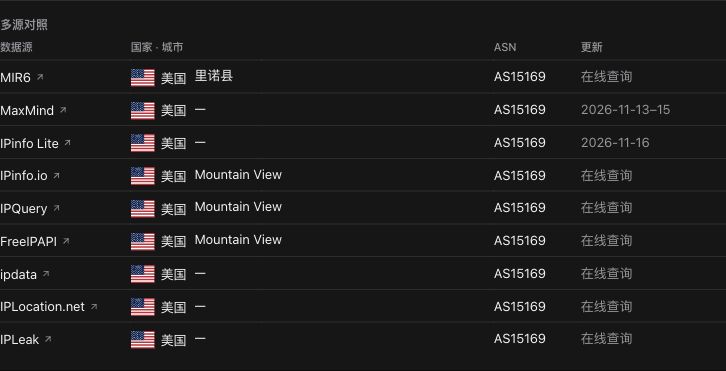 多源对照
数据源 国家 · 城市 ASN 更新
MIR6 ↗ 美国 里诺县 AS15169 在线查询
MaxMind ↗ 美国 — AS15169 2026-11-13–15
IPinfo Lite ↗ 美国 — AS15169 2026-11-16
IPinfo.io ↗ 美国 Mountain View AS15169 在线查询
IPQuery ↗ 美国 Mountain View AS15169 在线查询
FreeIPAPI ↗ 美国 Mountain View AS15169 在线查询
ipdata ↗ 美国 — AS15169 在线查询
IPLocation.net ↗ 美国 — AS15169 在线查询
IPLeak ↗ 美国 — AS15169 在线查询